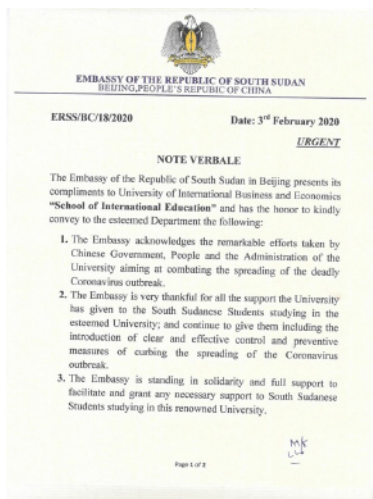 EMBASSY OF THE REPUBLIC OF SOUTH SUDAN
BEIJING,PEOPLE'S REPUBIC OF CHINA
ERSS/BC/18/2020
Date: 3rd February 2020
URGENT
NOTE VERBALE
The Embassy of the Republic of South Sudan in Beijing presents its
compliments to University of International Business and Economics
"School of International Education" and has the honor to kindly
convey to the esteemed Department the following:
1. The Embassy acknowledges the remarkable efforts taken by
Chinese Government, People and the Administration of the
University aiming at combating the spreading of the deadly
Coronavirus outbreak.
2. The Embassy is very thankful for all the support the University
has given to the South Sudanese Students studying in the
esteemed University; and continue to give them including the
introduction of clear and effective control and preventive
measures of curbing the spreading of the Coronavirus
outbreak.
3. The Embassy is standing in solidarity and full support to
facilitate and grant any necessary support to South Sudanese
Students studying in this renowned University.
Page 1 of 2